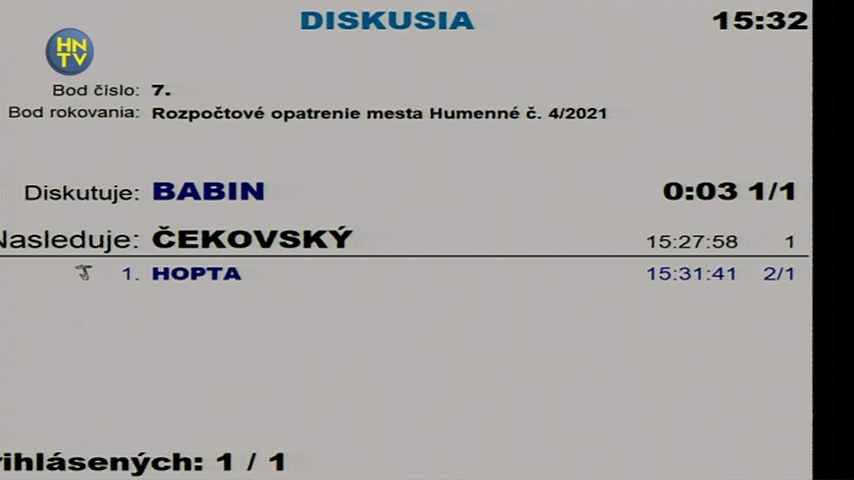 DISKUSIA 15:32
HN
TV
Bod číslo: 7.
Bod rokovania: Rozpočtové opatrenie mesta Humenné č. 4/2021
Diskutuje: BABIN 0:03 1/1
Nasleduje: ČEKOVSKÝ 15:27:58 1
1. HOPTA 15:31:41 2/1
rihlásených: 1 / 1